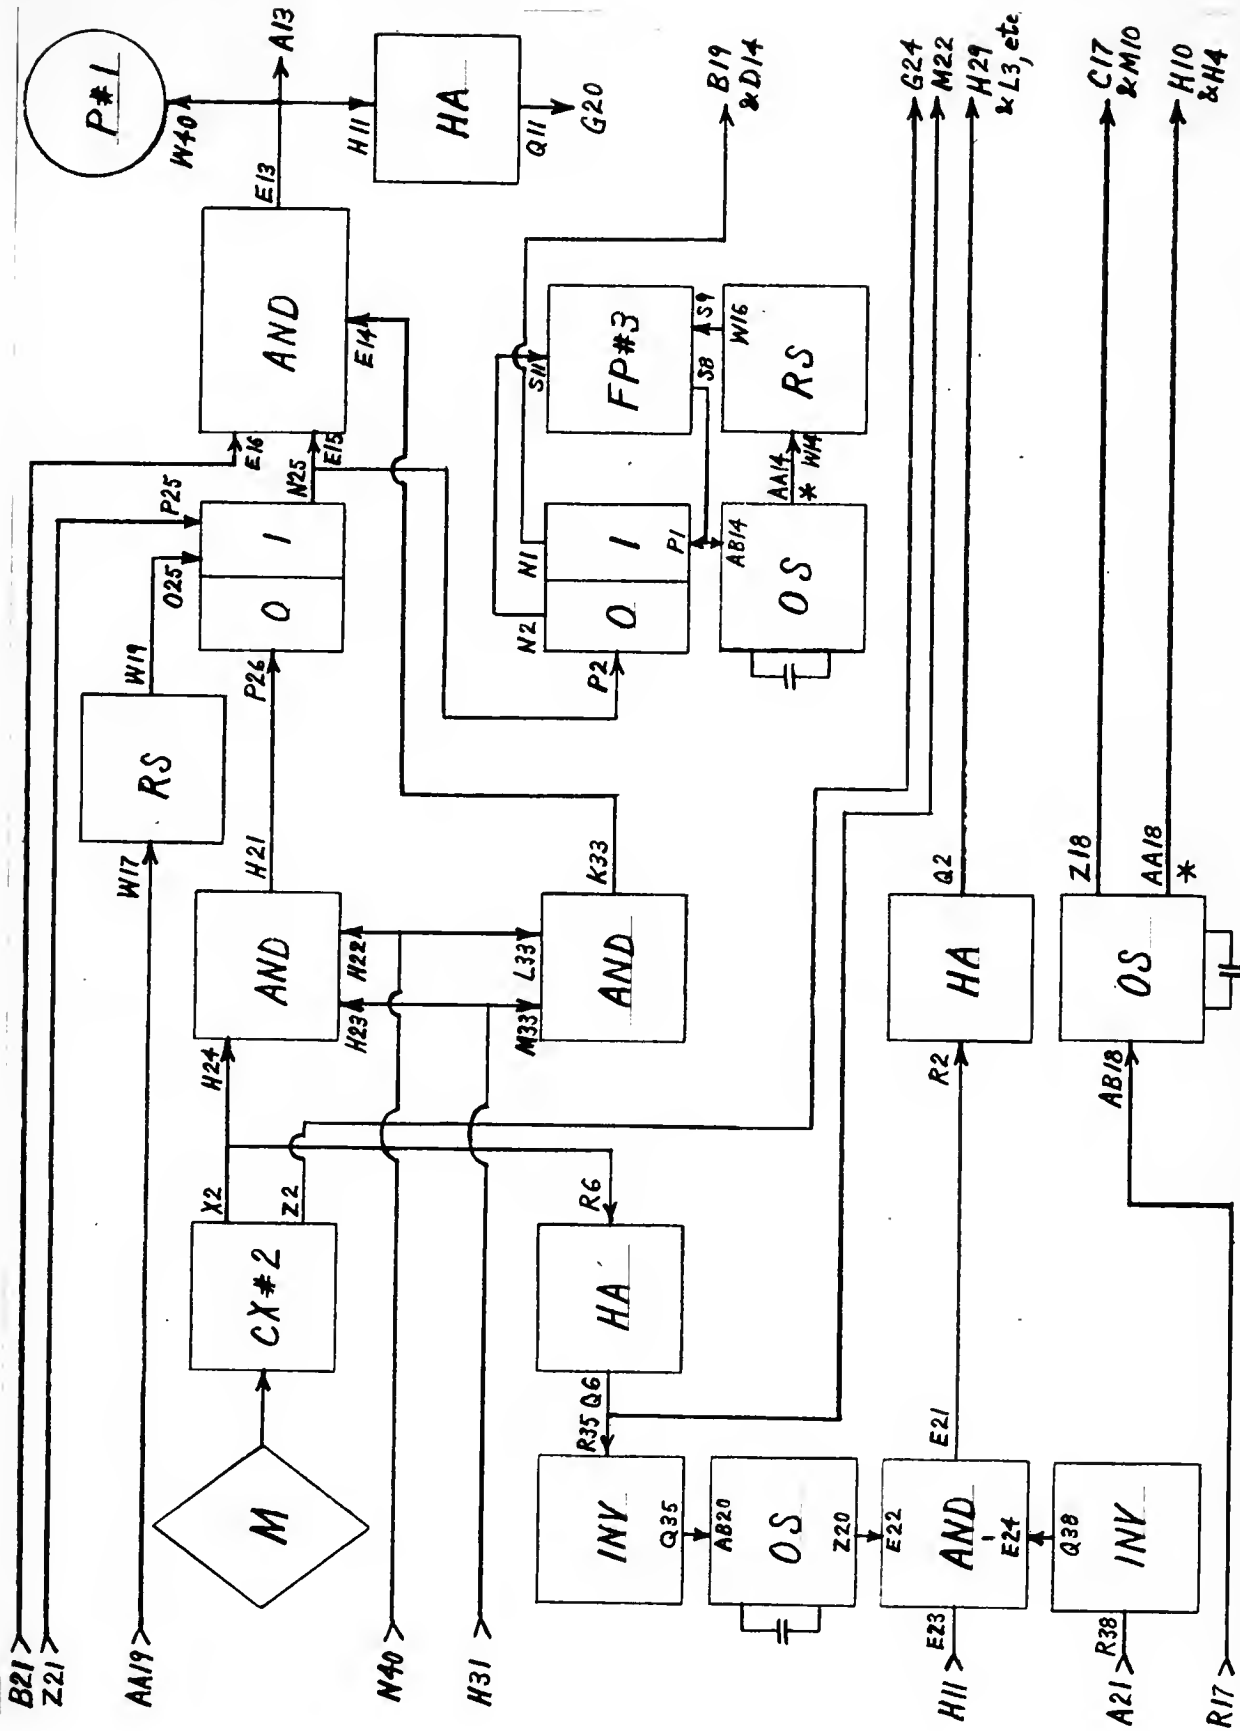 B21
Z21
AA19
N40
H31
H11
A21
R17
M
CX#2
X2
Z2
H24
H23
H22
AND
H21
W17
RS
W19
O25
P25
P26
O
I
N25
E16
E15
E14
AND
E13
W40
P#1
A13
H11
HA
Q11
G20
M33
L33
AND
K33
P2
N2
N1
O
I
P1
S11
FP#3
S8
S9
AB14
OS
AA14
*
W14
W16
RS
B19
& D14
R6
HA
R35 Q6
INV
Q35
AB20
OS
Z20
E22
E23
AND
E24
E21
Q38
INV
R38
R2
HA
Q2
G24
M22
H29
& L3, etc.
AB18
OS
Z18
AA18
*
C17
& M10
H10
& H4